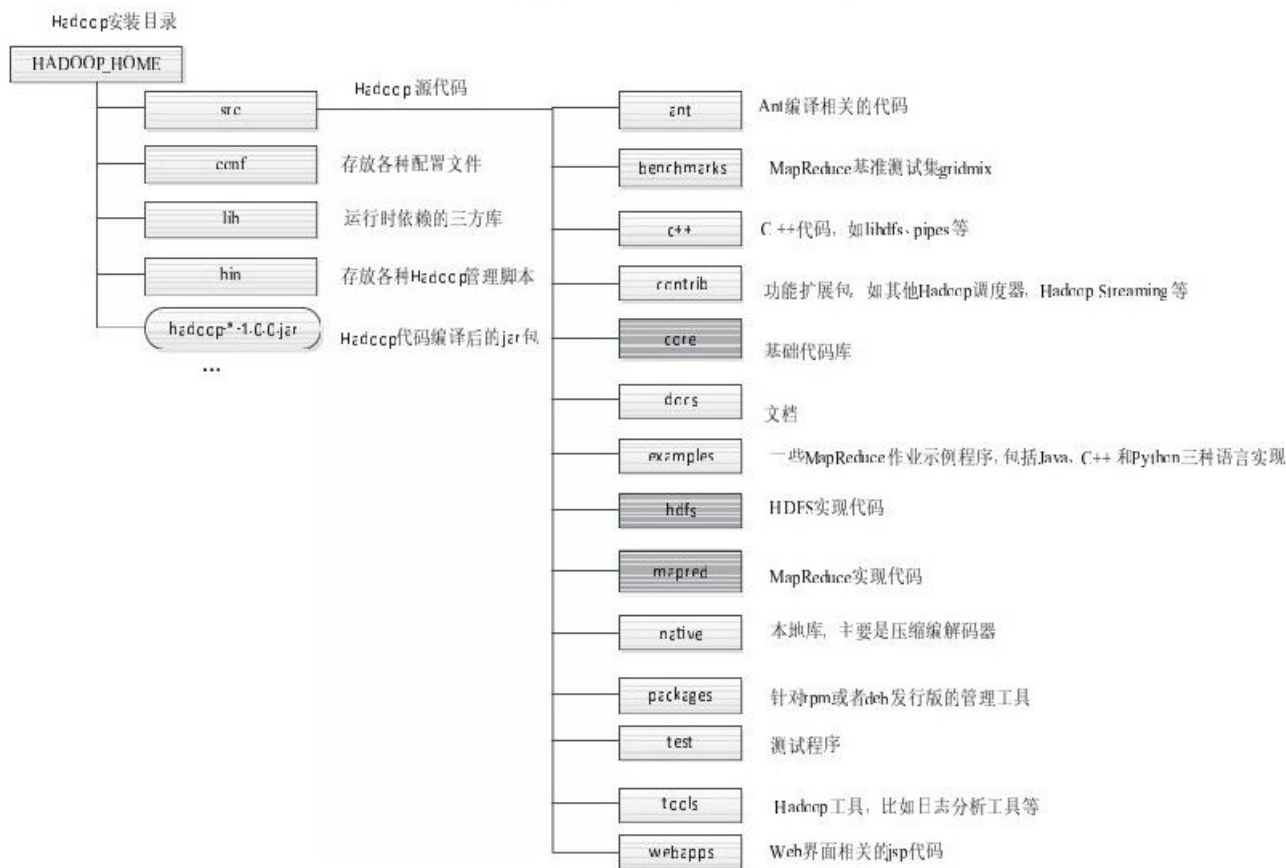 Hadoop安装目录
HADOOP_HOME
src
Hadoop源代码
conf
存放各种配置文件
lib
运行时依赖的三方库
bin
存放各种Hadoop管理脚本
hadoop-*-1.0.0.jar
Hadoop代码编译后的jar包
...
ant
Ant编译相关的代码
benchmarks
MapReduce基准测试集gridmix
c++
C++代码，如libdfs、pipes等
contrib
功能扩展包，如其他Hadoop调度器，Hadoop Streaming等
core
基础代码库
docs
文档
examples
一些MapReduce作业示例程序，包括Java、C++和Python三种语言实现
hdfs
HDFS实现代码
mapred
MapReduce实现代码
native
本地库，主要是压缩编解码器
packages
针对rpm或者deb发行版的管理工具
test
测试程序
tools
Hadoop工具，比如日志分析工具等
webapps
Web界面相关的jsp代码